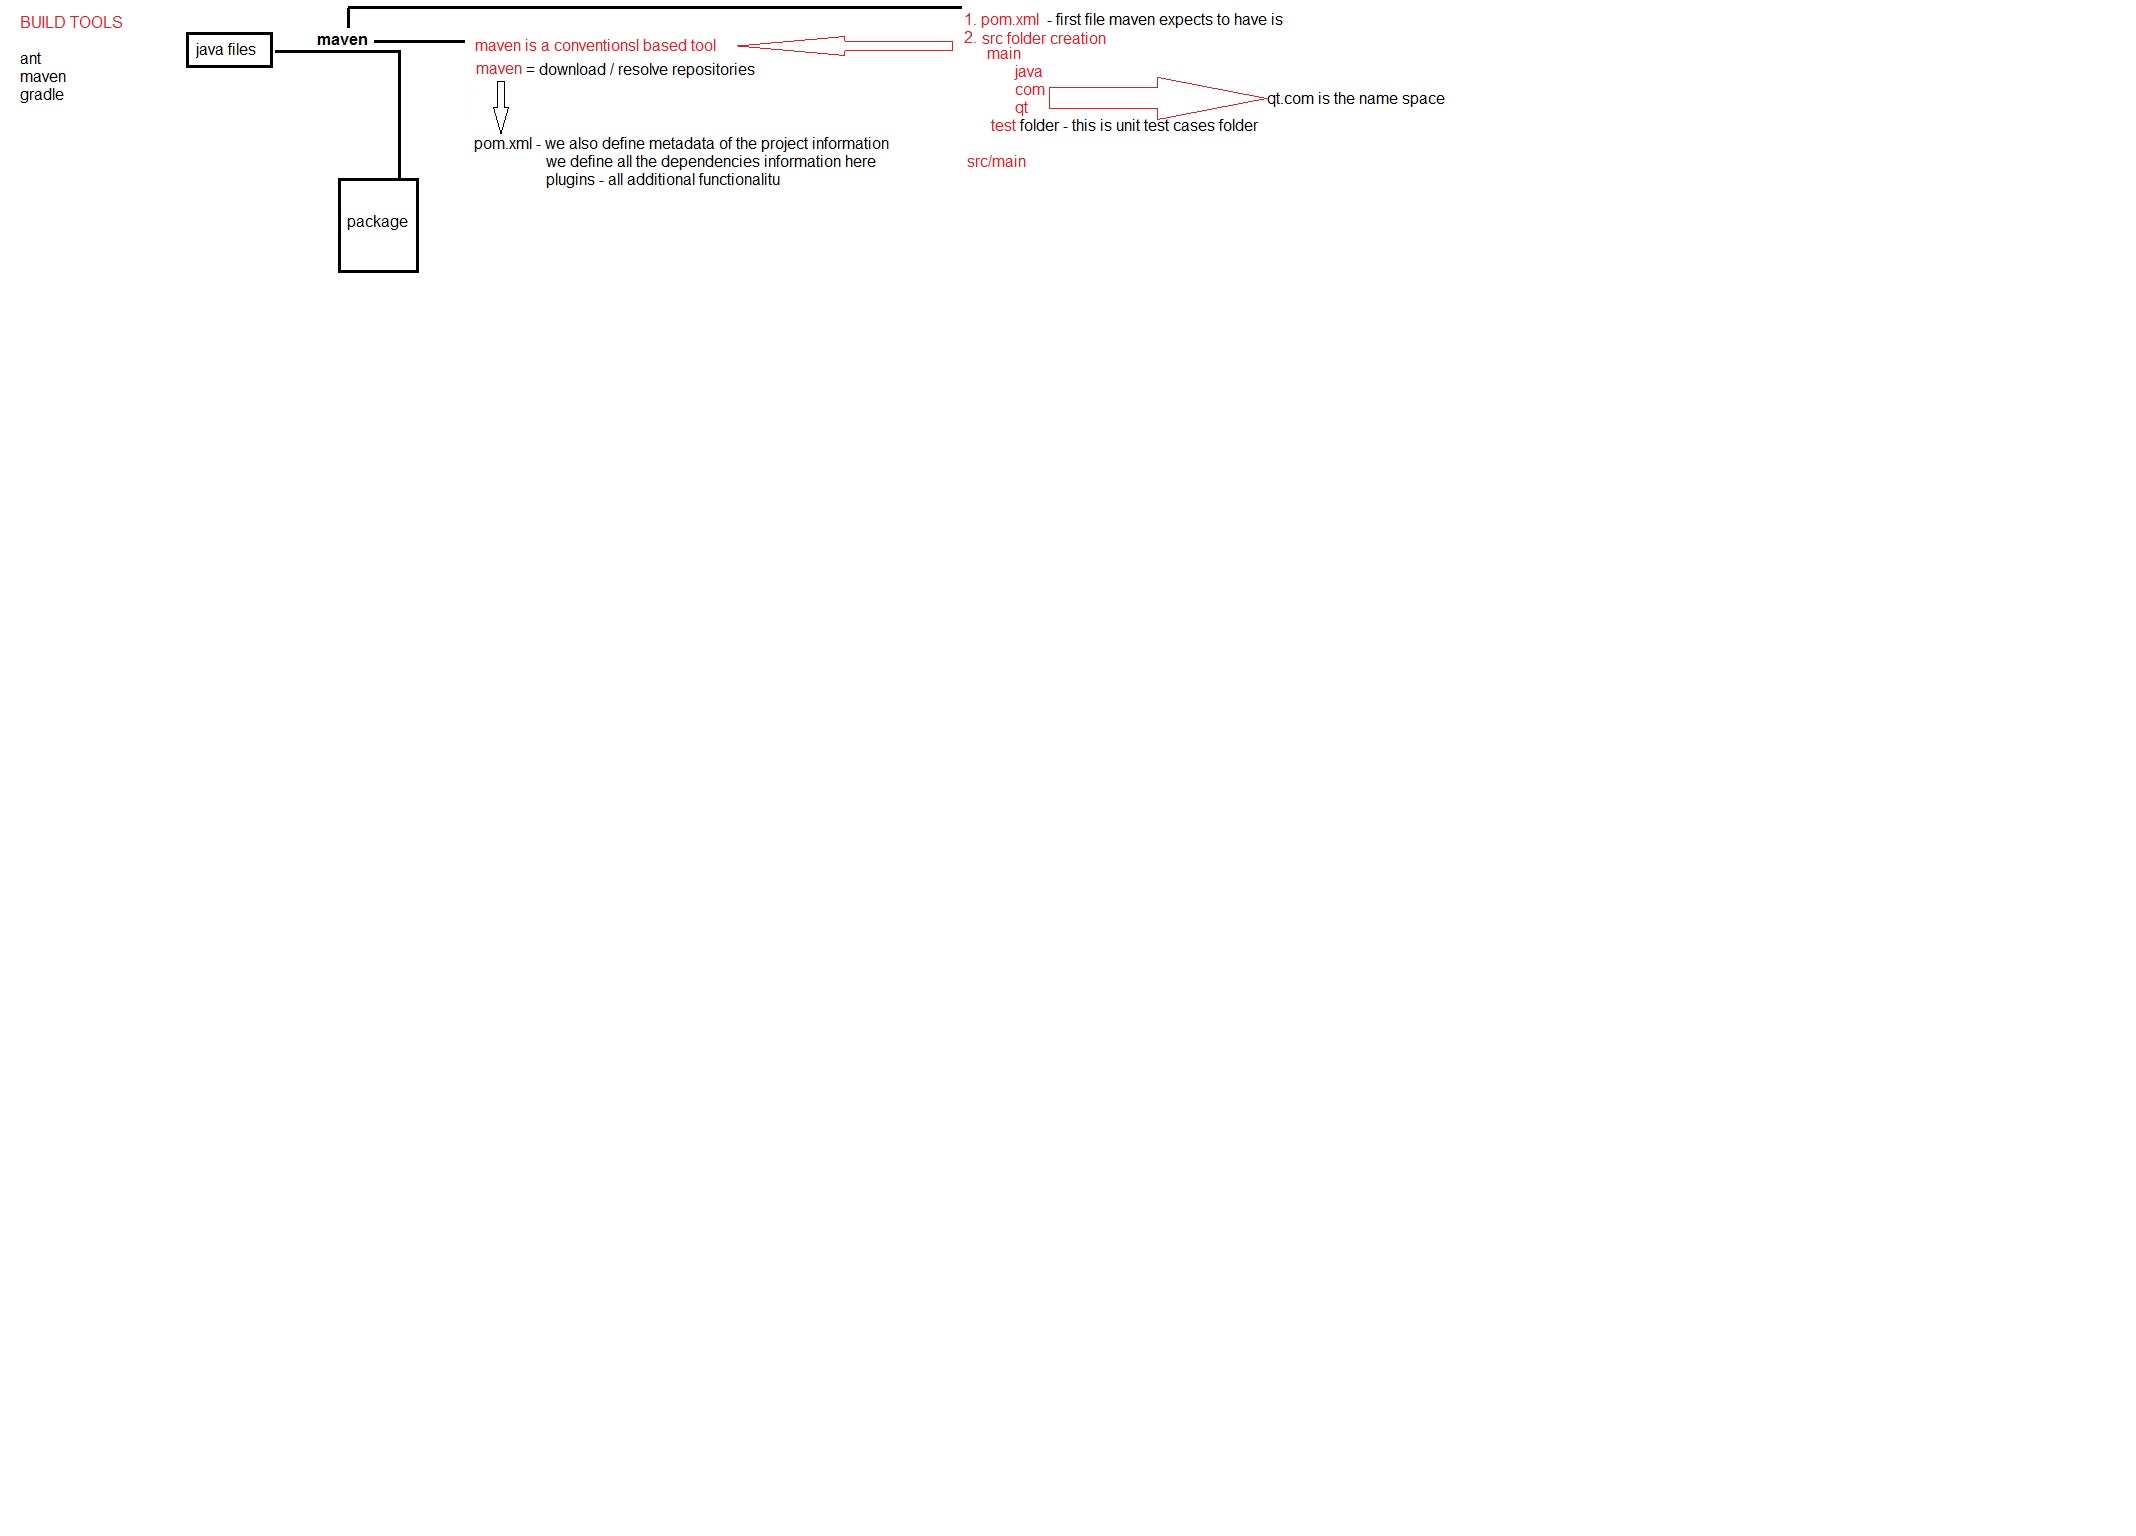 BUILD TOOLS
ant
maven
gradle
java files
maven
package
maven is a conventionsl based tool
maven = download / resolve repositories
pom.xml - we also define metadata of the project information
we define all the dependencies information here
plugins - all additional functionalitu
1. pom.xml - first file maven expects to have is
2. src folder creation
main
java
com
qt
qt.com is the name space
test folder - this is unit test cases folder
src/main